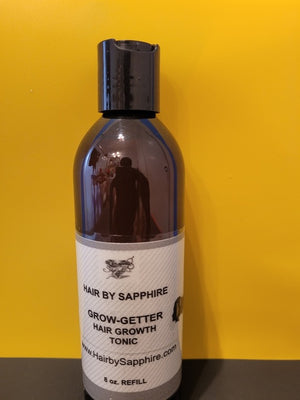 HAIR BY SAPPHIRE
GROW-GETTER
HAIR GROWTH
TONIC
www.HairbySapphire.com
8 oz. REFILL